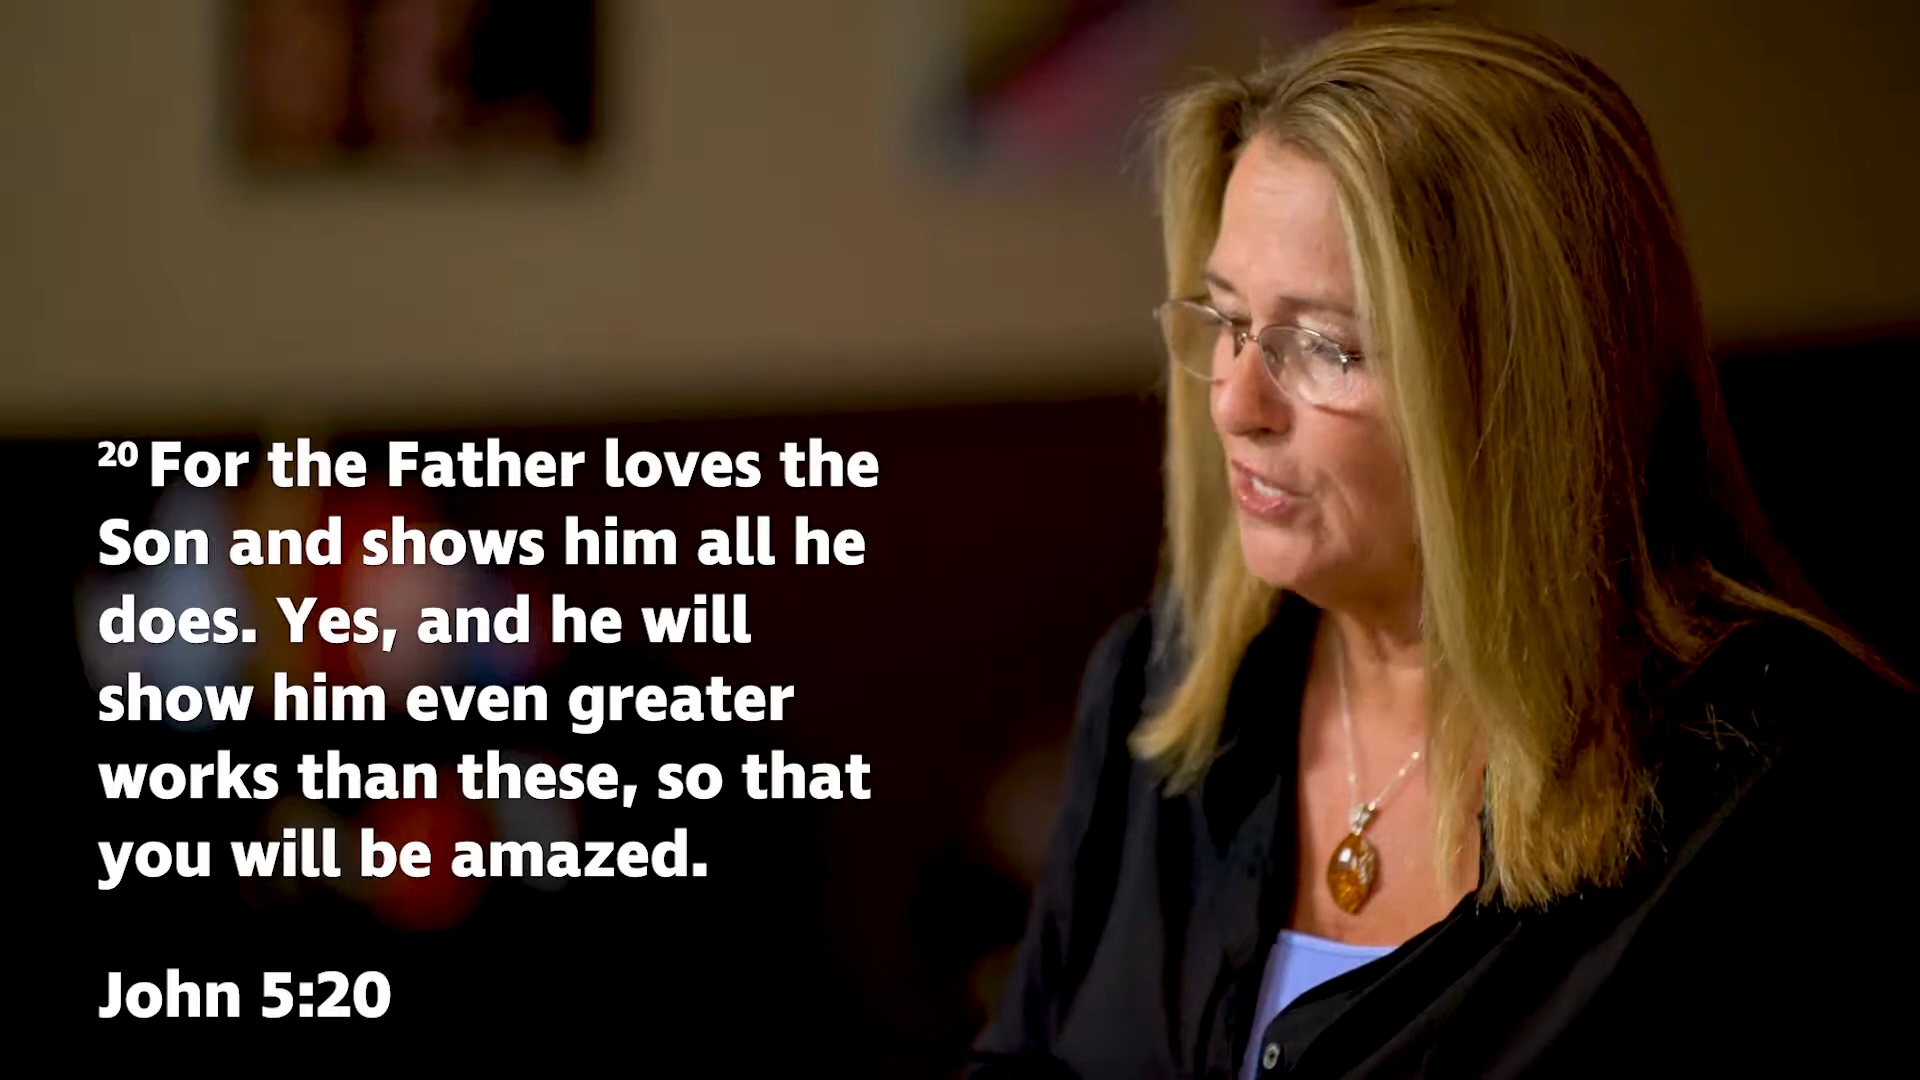 20 For the Father loves the
Son and shows him all he
does. Yes, and he will
show him even greater
works than these, so that
you will be amazed.
John 5:20